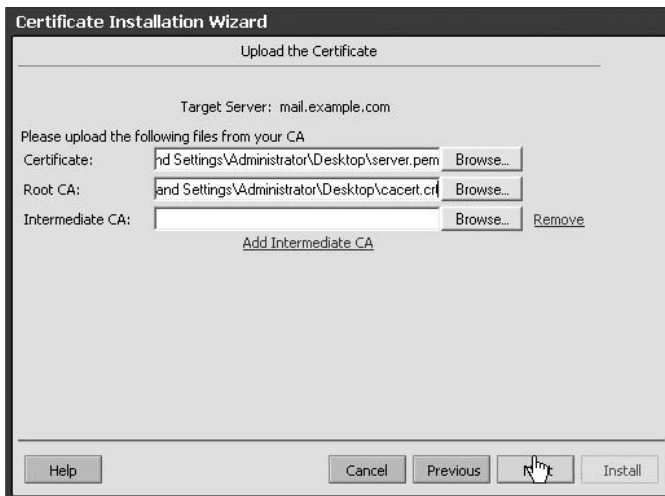 Certificate Installation Wizard
Upload the Certificate
Target Server: mail.example.com
Please upload the following files from your CA
Certificate: nd Settings\Administrator\Desktop\server.pem Browse...
Root CA: and Settings\Administrator\Desktop\cacert.crt Browse...
Intermediate CA: Browse... Remove
Add Intermediate CA
Help Cancel Previous Install